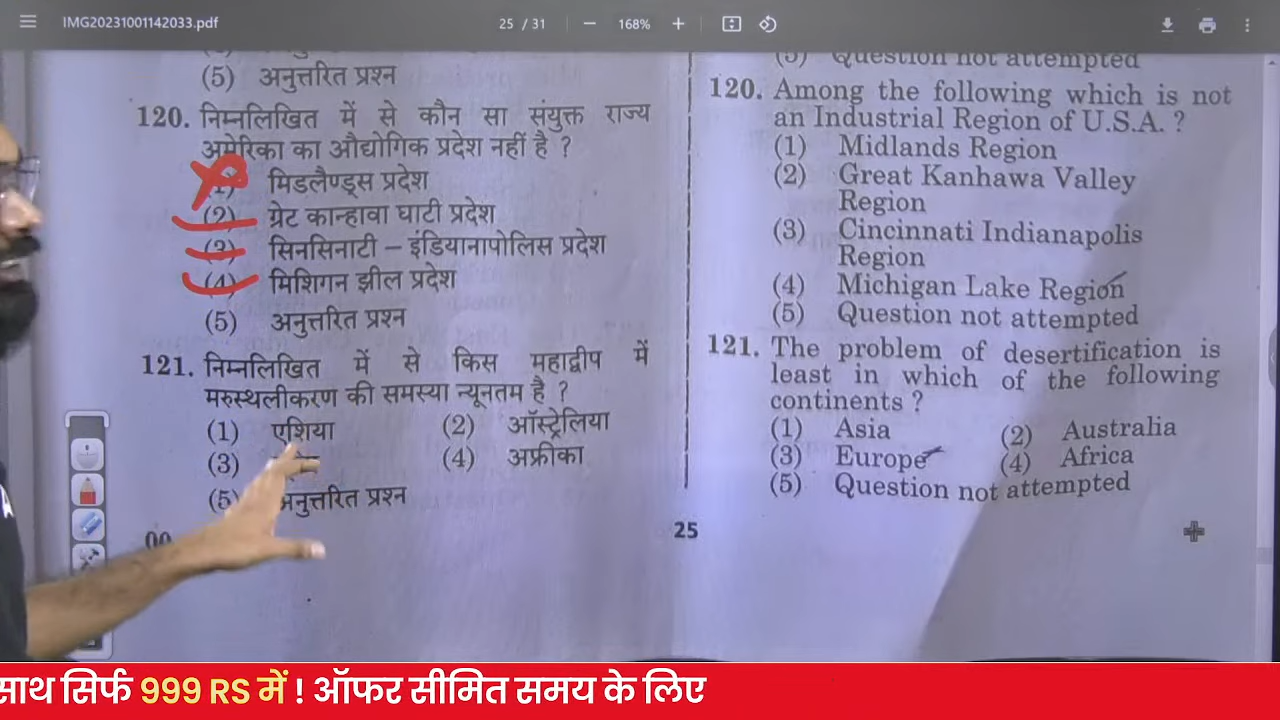 IMG20231001142033.pdf
25 / 31
168%
(5) अनुत्तरित प्रश्न
120. निम्नलिखित में से कौन सा संयुक्त राज्य
अमेरिका का औद्योगिक प्रदेश नहीं है ?
(1) मिडलैण्ड्स प्रदेश
(2) ग्रेट कान्हावा घाटी प्रदेश
(3) सिनसिनाटी – इंडियानापोलिस प्रदेश
(4) मिशिगन झील प्रदेश
(5) अनुत्तरित प्रश्न
121. निम्नलिखित में से किस महाद्वीप में
मरुस्थलीकरण की समस्या न्यूनतम है ?
(1) एशिया (2) ऑस्ट्रेलिया
(3) (4) अफ्रीका
(5) अनुत्तरित प्रश्न
00
(5) Question not attempted
120. Among the following which is not
an Industrial Region of U.S.A. ?
(1) Midlands Region
(2) Great Kanhawa Valley
Region
(3) Cincinnati Indianapolis
Region
(4) Michigan Lake Region
(5) Question not attempted
121. The problem of desertification is
least in which of the following
continents ?
(1) Asia (2) Australia
(3) Europe (4) Africa
(5) Question not attempted
25
साथ सिर्फ 999 RS में ! ऑफर सीमित समय के लिए